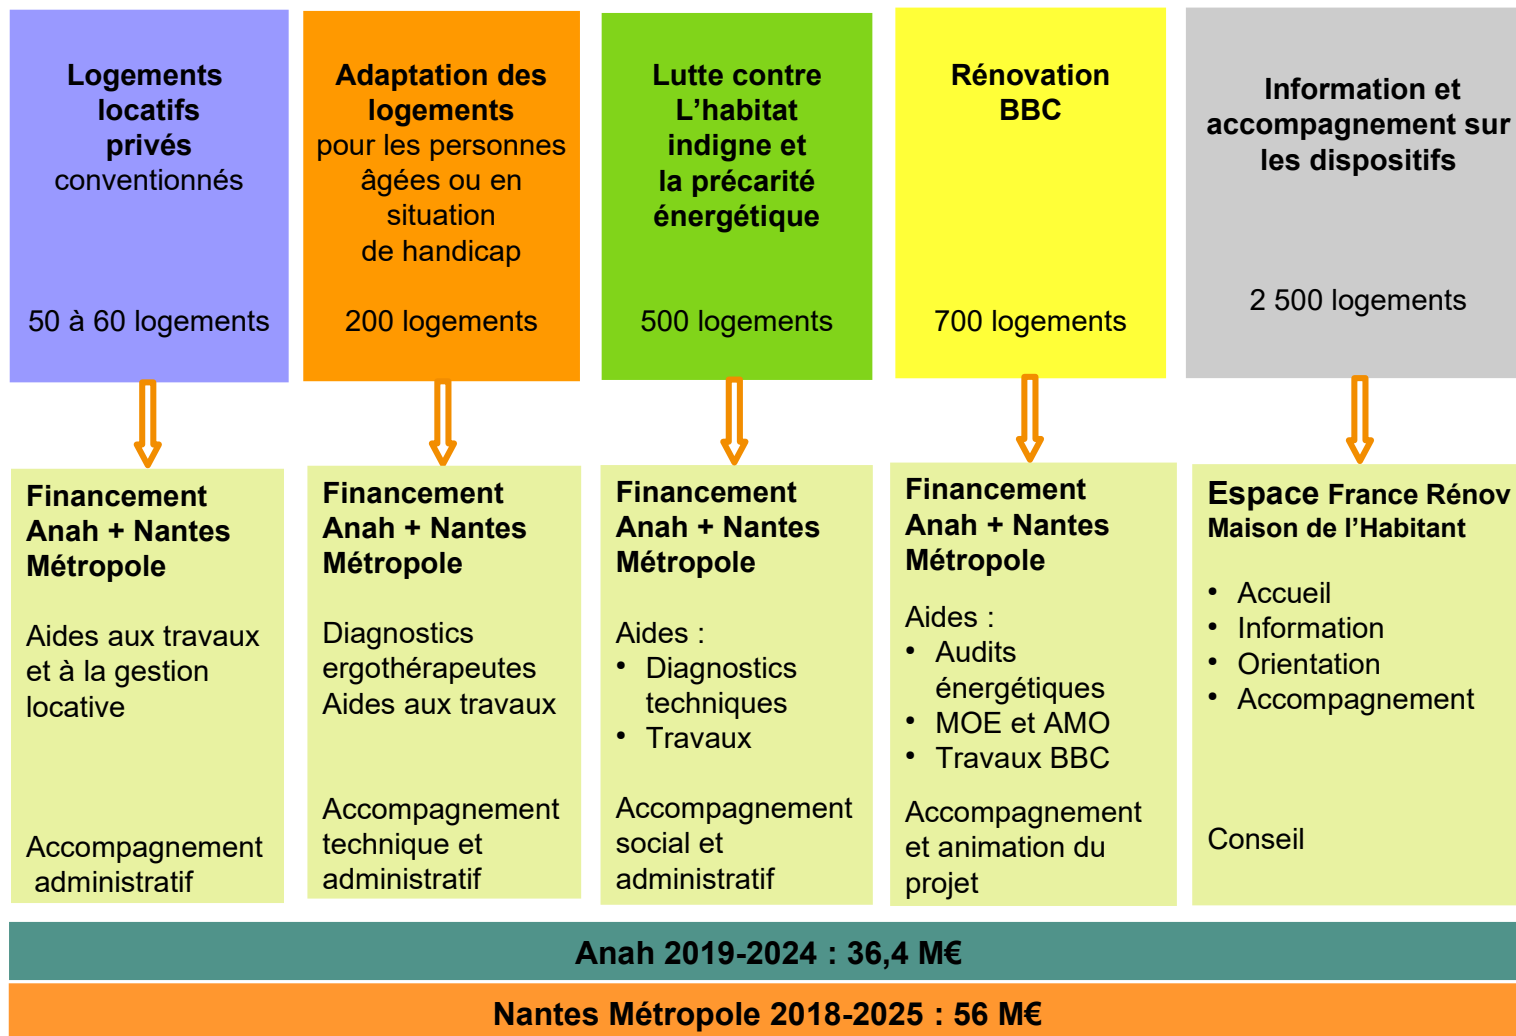 Logements
locatifs
privés
conventionnés
50 à 60 logements
Adaptation des
logements
pour les personnes
âgées ou en
situation
de handicap
200 logements
Lutte contre
L’habitat
indigne et
la précarité
énergétique
500 logements
Rénovation
BBC
700 logements
Information et
accompagnement sur
les dispositifs
2 500 logements
Financement
Anah + Nantes
Métropole
Aides aux travaux
et à la gestion
locative
Accompagnement
administratif
Financement
Anah + Nantes
Métropole
Diagnostics
ergothérapeutes
Aides aux travaux
Accompagnement
technique et
administratif
Financement
Anah + Nantes
Métropole
Aides :
• Diagnostics
techniques
• Travaux
Accompagnement
social et
administratif
Financement
Anah + Nantes
Métropole
Aides :
• Audits
énergétiques
• MOE et AMO
• Travaux BBC
Accompagnement
et animation du
projet
Espace France Rénov
Maison de l’Habitant
• Accueil
• Information
• Orientation
• Accompagnement
Conseil
Anah 2019-2024 : 36,4 M€
Nantes Métropole 2018-2025 : 56 M€